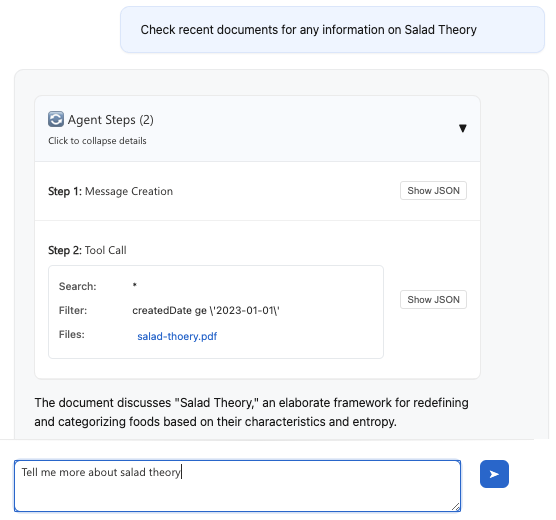 Check recent documents for any information on Salad Theory
Agent Steps (2)
Click to collapse details
▼
Step 1: Message Creation
Show JSON
Step 2: Tool Call
Search: *
Filter: createdDate ge \'2023-01-01\'
Files: salad-thoery.pdf
Show JSON
The document discusses "Salad Theory," an elaborate framework for redefining
and categorizing foods based on their characteristics and entropy.
Tell me more about salad theory